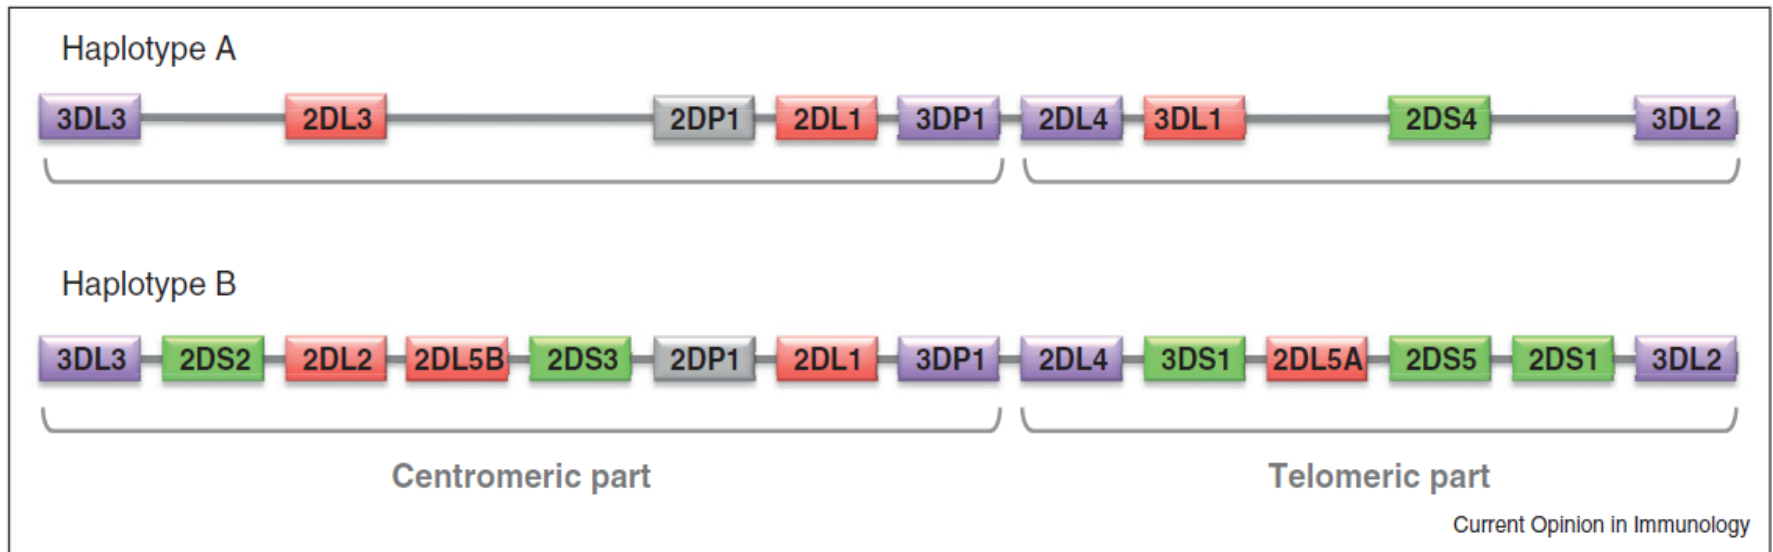 Haplotype A
3DL3 2DL3 2DP1 2DL1 3DP1 2DL4 3DL1 2DS4 3DL2
Haplotype B
3DL3 2DS2 2DL2 2DL5B 2DS3 2DP1 2DL1 3DP1 2DL4 3DS1 2DL5A 2DS5 2DS1 3DL2
Centromeric part Telomeric part
Current Opinion in Immunology